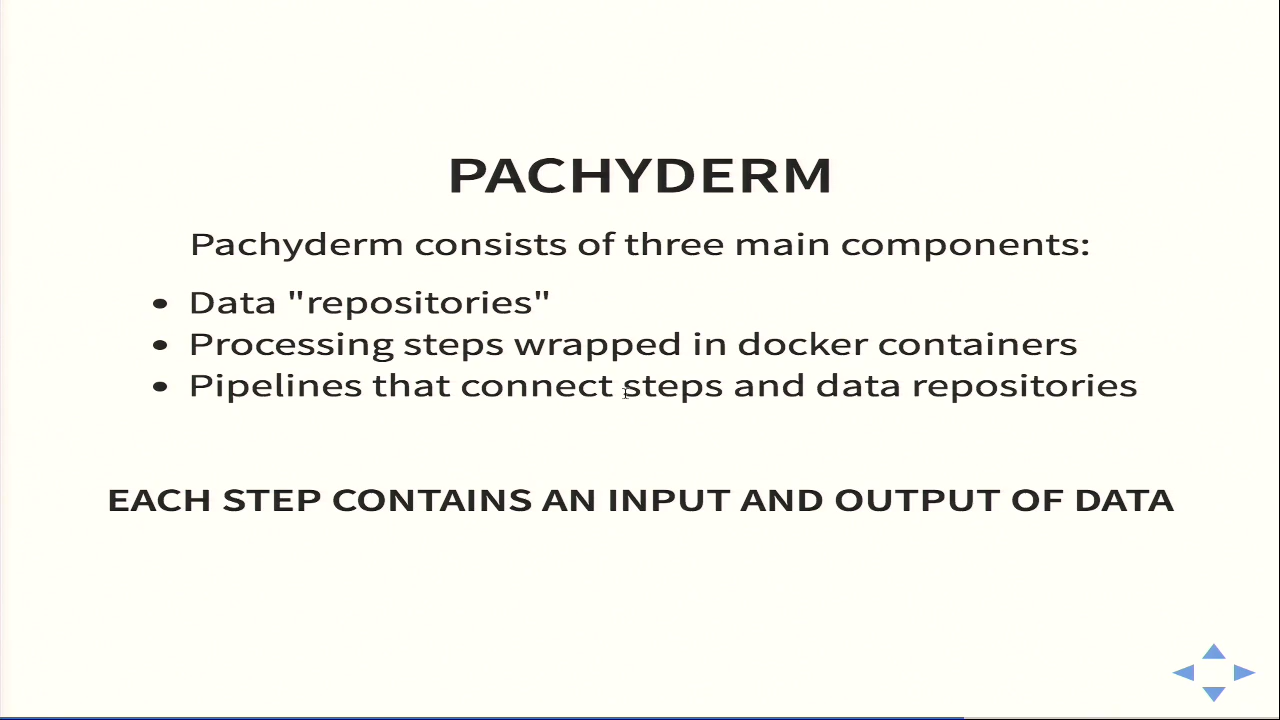 PACHYDERM
Pachyderm consists of three main components:
• Data "repositories"
• Processing steps wrapped in docker containers
• Pipelines that connect steps and data repositories
EACH STEP CONTAINS AN INPUT AND OUTPUT OF DATA